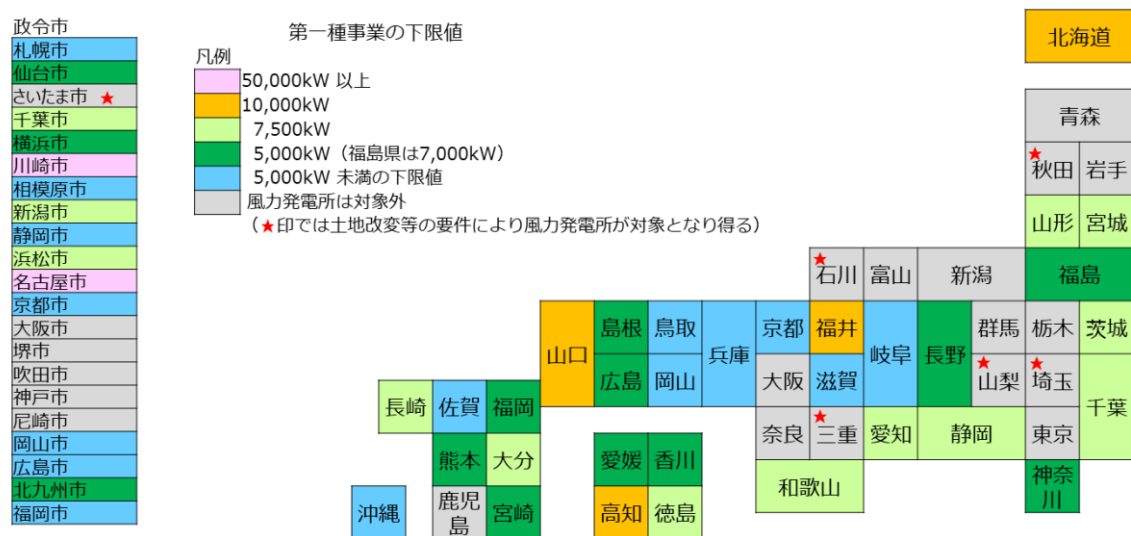 政令市
札幌市
仙台市
さいたま市 ★
千葉市
横浜市
川崎市
相模原市
新潟市
静岡市
浜松市
名古屋市
京都市
大阪市
堺市
吹田市
神戸市
尼崎市
岡山市
広島市
北九州市
福岡市
第一種事業の下限値
凡例
50,000kW 以上
10,000kW
7,500kW
5,000kW（福島県は7,000kW）
5,000kW 未満の下限値
風力発電所は対象外
（★印では土地改変等の要件により風力発電所が対象となり得る）
北海道
青森
★秋田 岩手
山形 宮城
★石川 富山 新潟 福島
山口 島根 鳥取 兵庫 京都 福井 岐阜 長野 群馬 栃木 茨城
広島 岡山 大阪 滋賀 ★山梨 ★埼玉 千葉
長崎 佐賀 福岡 奈良 ★三重 愛知 静岡 東京
熊本 大分 愛媛 香川 和歌山 神奈川
沖縄 鹿児島 宮崎 高知 徳島